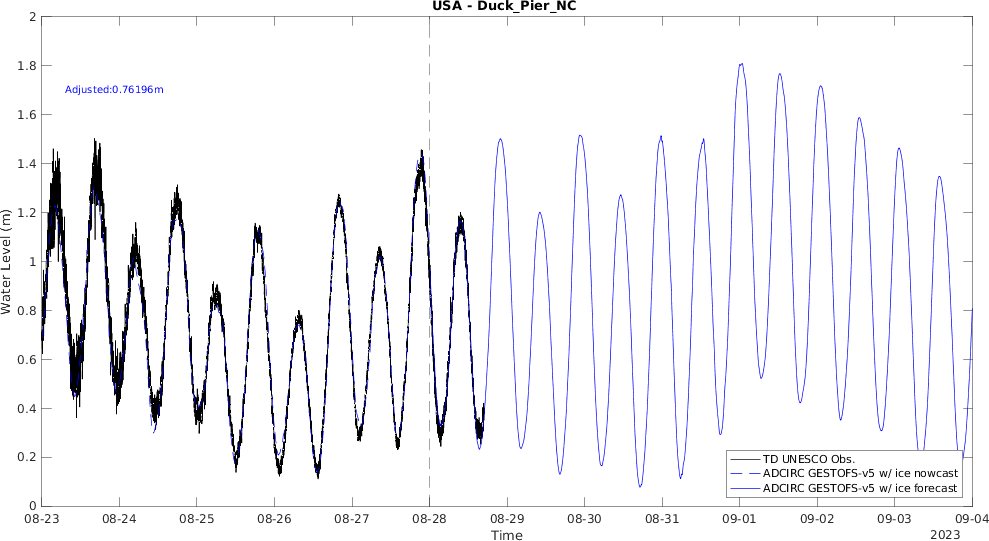 USA - Duck_Pier_NC
2
1.8
1.6
1.4
1.2
1
0.8
0.6
0.4
0.2
0
Water Level (m)
Adjusted:0.76196m
TD UNESCO Obs.
ADCIRC GESTOFS-v5 w/ ice nowcast
ADCIRC GESTOFS-v5 w/ ice forecast
08-23 08-24 08-25 08-26 08-27 08-28 08-29 08-30 08-31 09-01 09-02 09-03 09-04
Time
2023